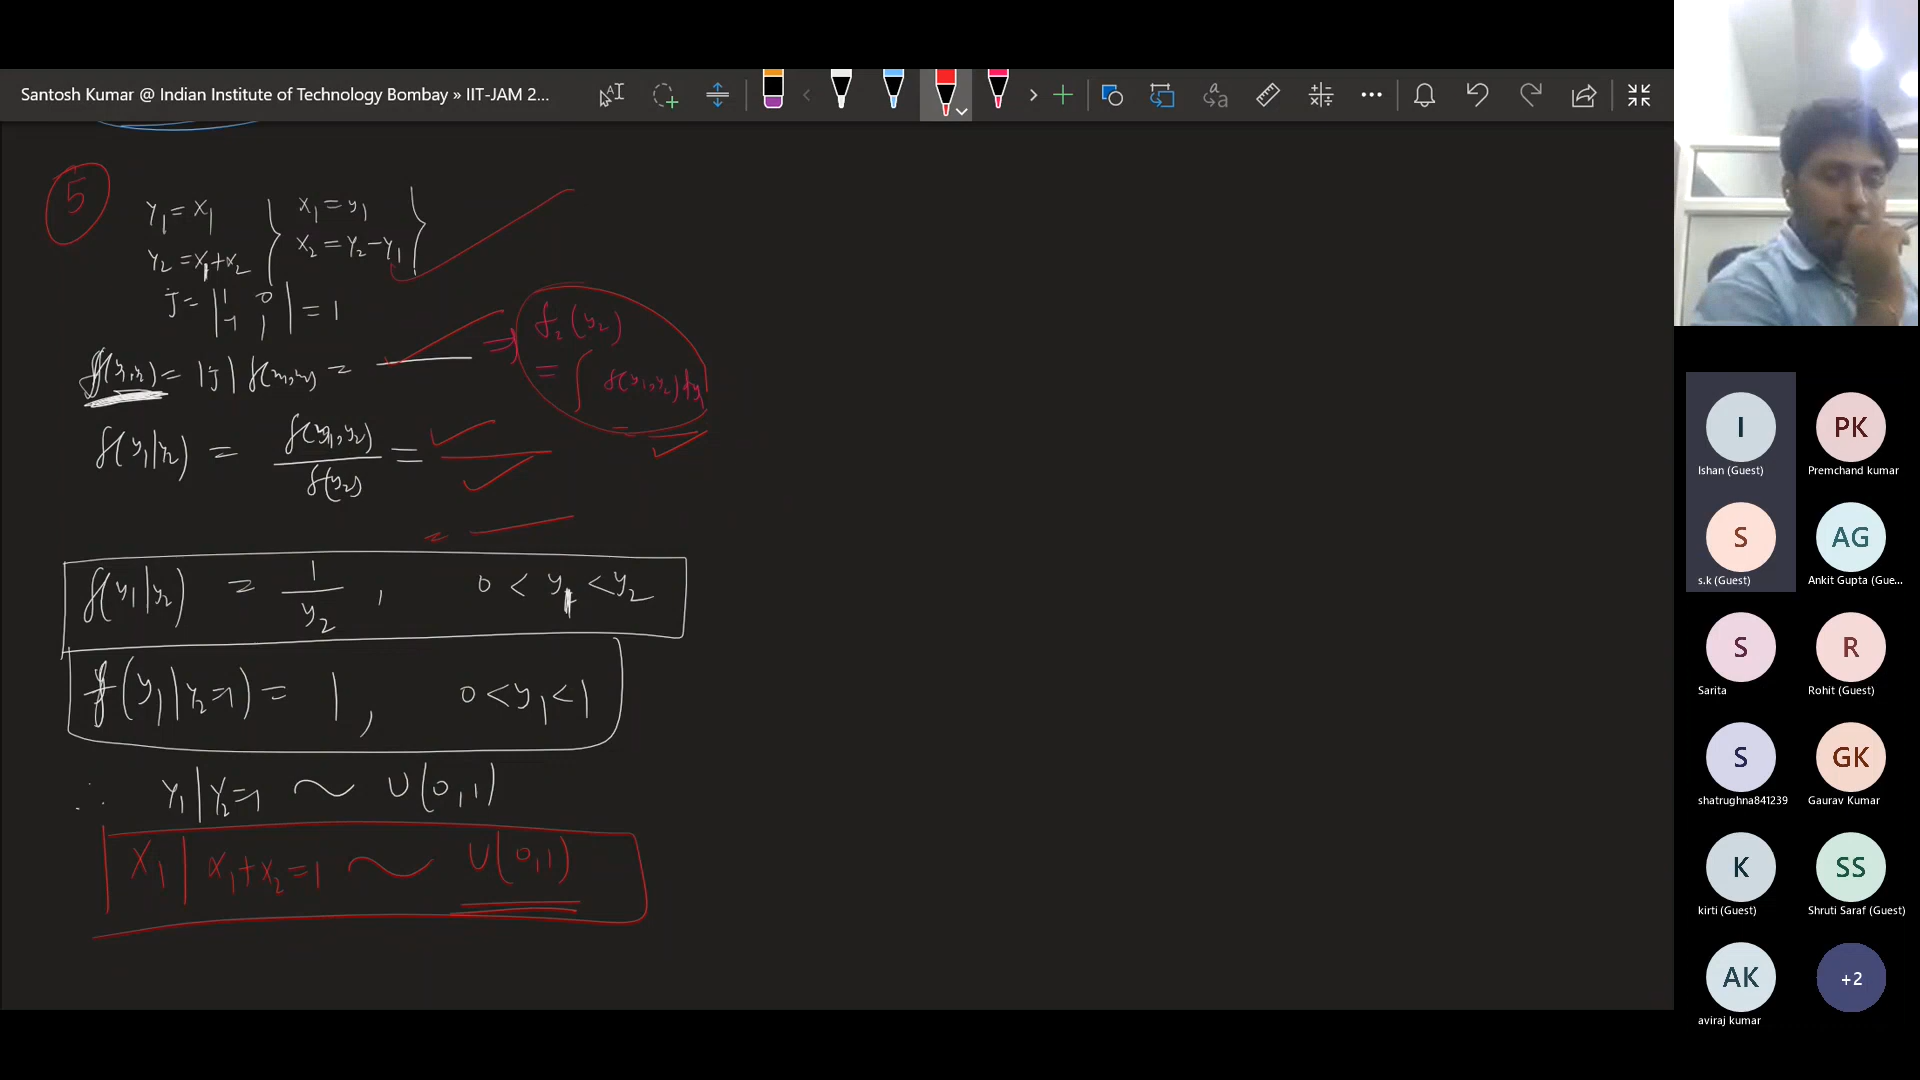 Santosh Kumar @ Indian Institute of Technology Bombay » IIT-JAM 2...
5
Y₁ = X₁
Y₂ = X₁+X₂
X₁ = y₁
X₂ = Y₂-Y₁
J = | 1 0 -1 1 | = 1
f(y₁,y₂) = |J| f(x₁,x₂) =
⇒ f₂(y₂)
= ∫ f(y₁,y₂) dy₁
f(y₁|y₂) = f(y₁,y₂) / f(y₂) =
=
f(y₁|y₂) = 1/y₂ , 0 < y₁ < y₂
f(y₁|y₂=1) = 1 , 0 < y₁ < 1
∴ Y₁|Y₂=1 ~ U(0,1)
X₁ | X₁+X₂=1 ~ U(0,1)
I
PK
Ishan (Guest)
Premchand kumar
S
AG
s.k (Guest)
Ankit Gupta (Gue...
S
R
Sarita
Rohit (Guest)
S
GK
shatrughna841239
Gaurav Kumar
K
SS
kirti (Guest)
Shruti Saraf (Guest)
AK
+2
aviraj kumar